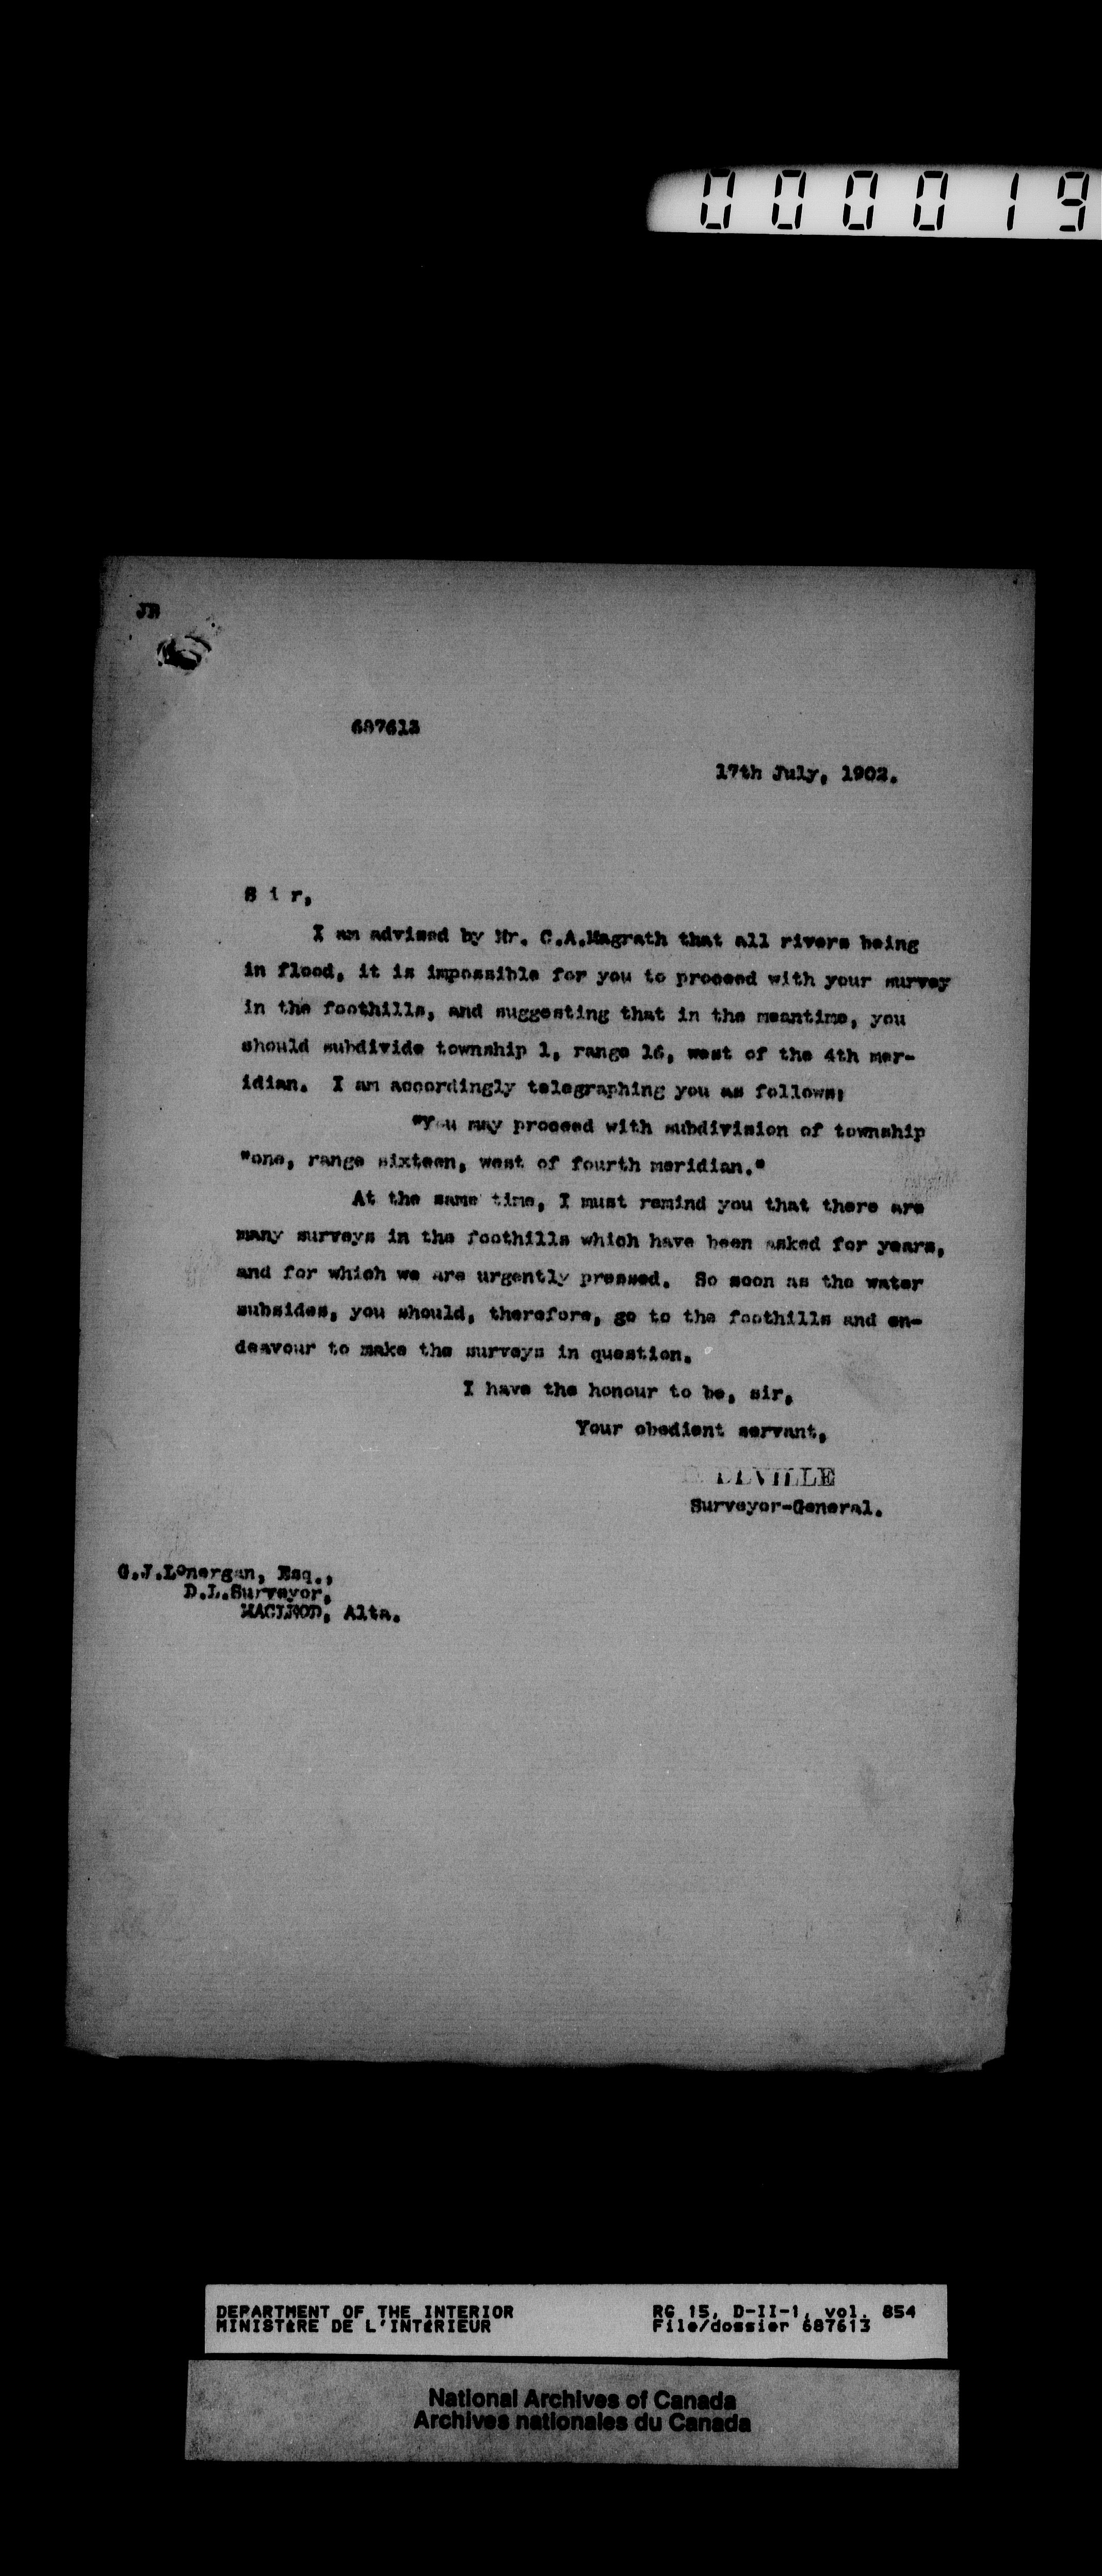 000019
JB
687613
17th July, 1902.
S i r,
I am advised by Mr. C.A.Magrath that all rivers being
in flood, it is impossible for you to proceed with your survey
in the foothills, and suggesting that in the meantime, you
should subdivide township 1, range 16, west of the 4th mer-
idian. I am accordingly telegraphing you as follows:
"You may proceed with subdivision of township
"one, range sixteen, west of fourth meridian."
At the same time, I must remind you that there are
many surveys in the foothills which have been asked for years,
and for which we are urgently pressed. So soon as the water
subsides, you should, therefore, go to the foothills and en-
deavour to make the surveys in question.
I have the honour to be, sir,
Your obedient servant,
E. DEVILLE
Surveyor-General.
G.J.Lonergan, Esq.,
D.L.Surveyor,
MACLEOD, Alta.
DEPARTMENT OF THE INTERIOR RG 15, D-II-1, vol. 854
MINISTÈRE DE L'INTÉRIEUR File/dossier 687613
National Archives of Canada
Archives nationales du Canada